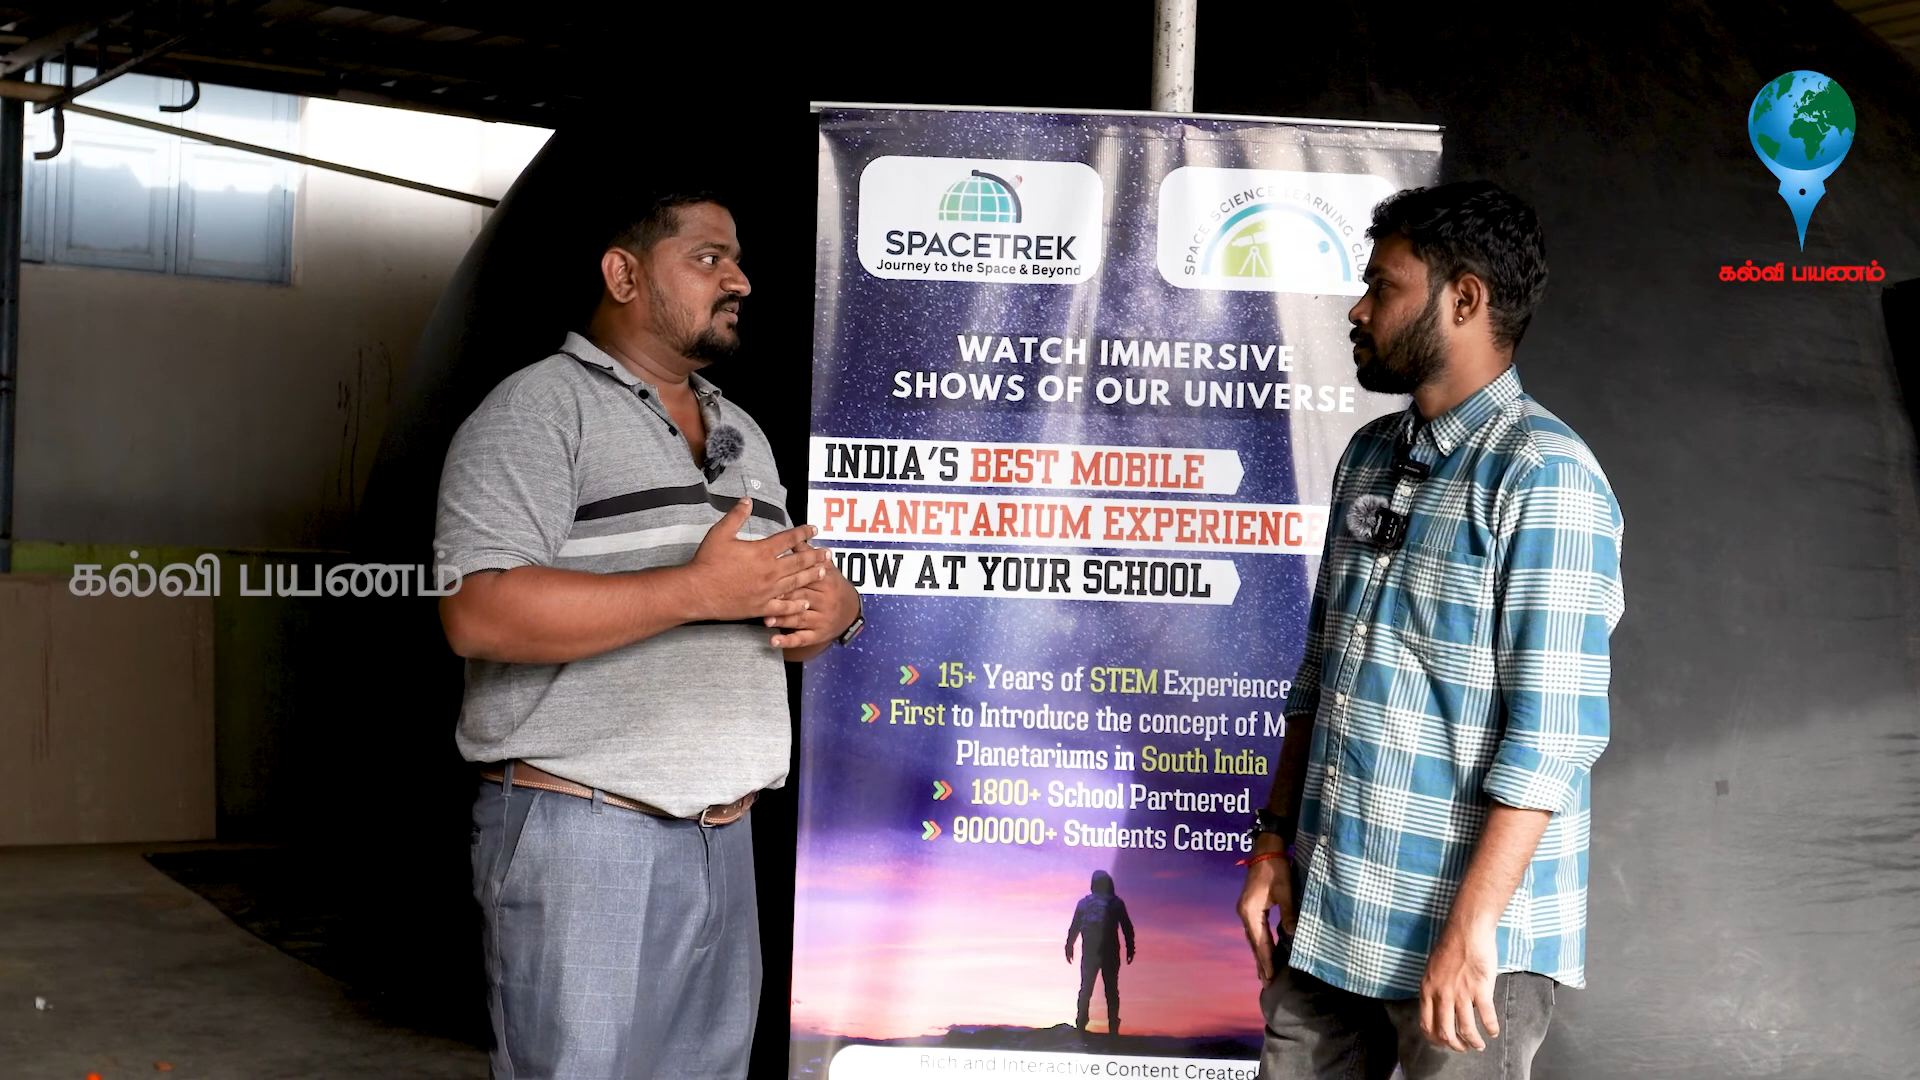 SPACETREK
Journey to the Space & Beyond
SPACE SCIENCE LEARNING
WATCH IMMERSIVE
SHOWS OF OUR UNIVERSE
INDIA'S BEST MOBILE
PLANETARIUM EXPERIENCE
NOW AT YOUR SCHOOL
15+ Years of STEM Experience
First to Introduce the concept of
Planetariums in South India
1800+ School Partnered
900000+ Students
Rich and Interactive Content Created
கல்வி பயணம்
கல்வி பயணம்